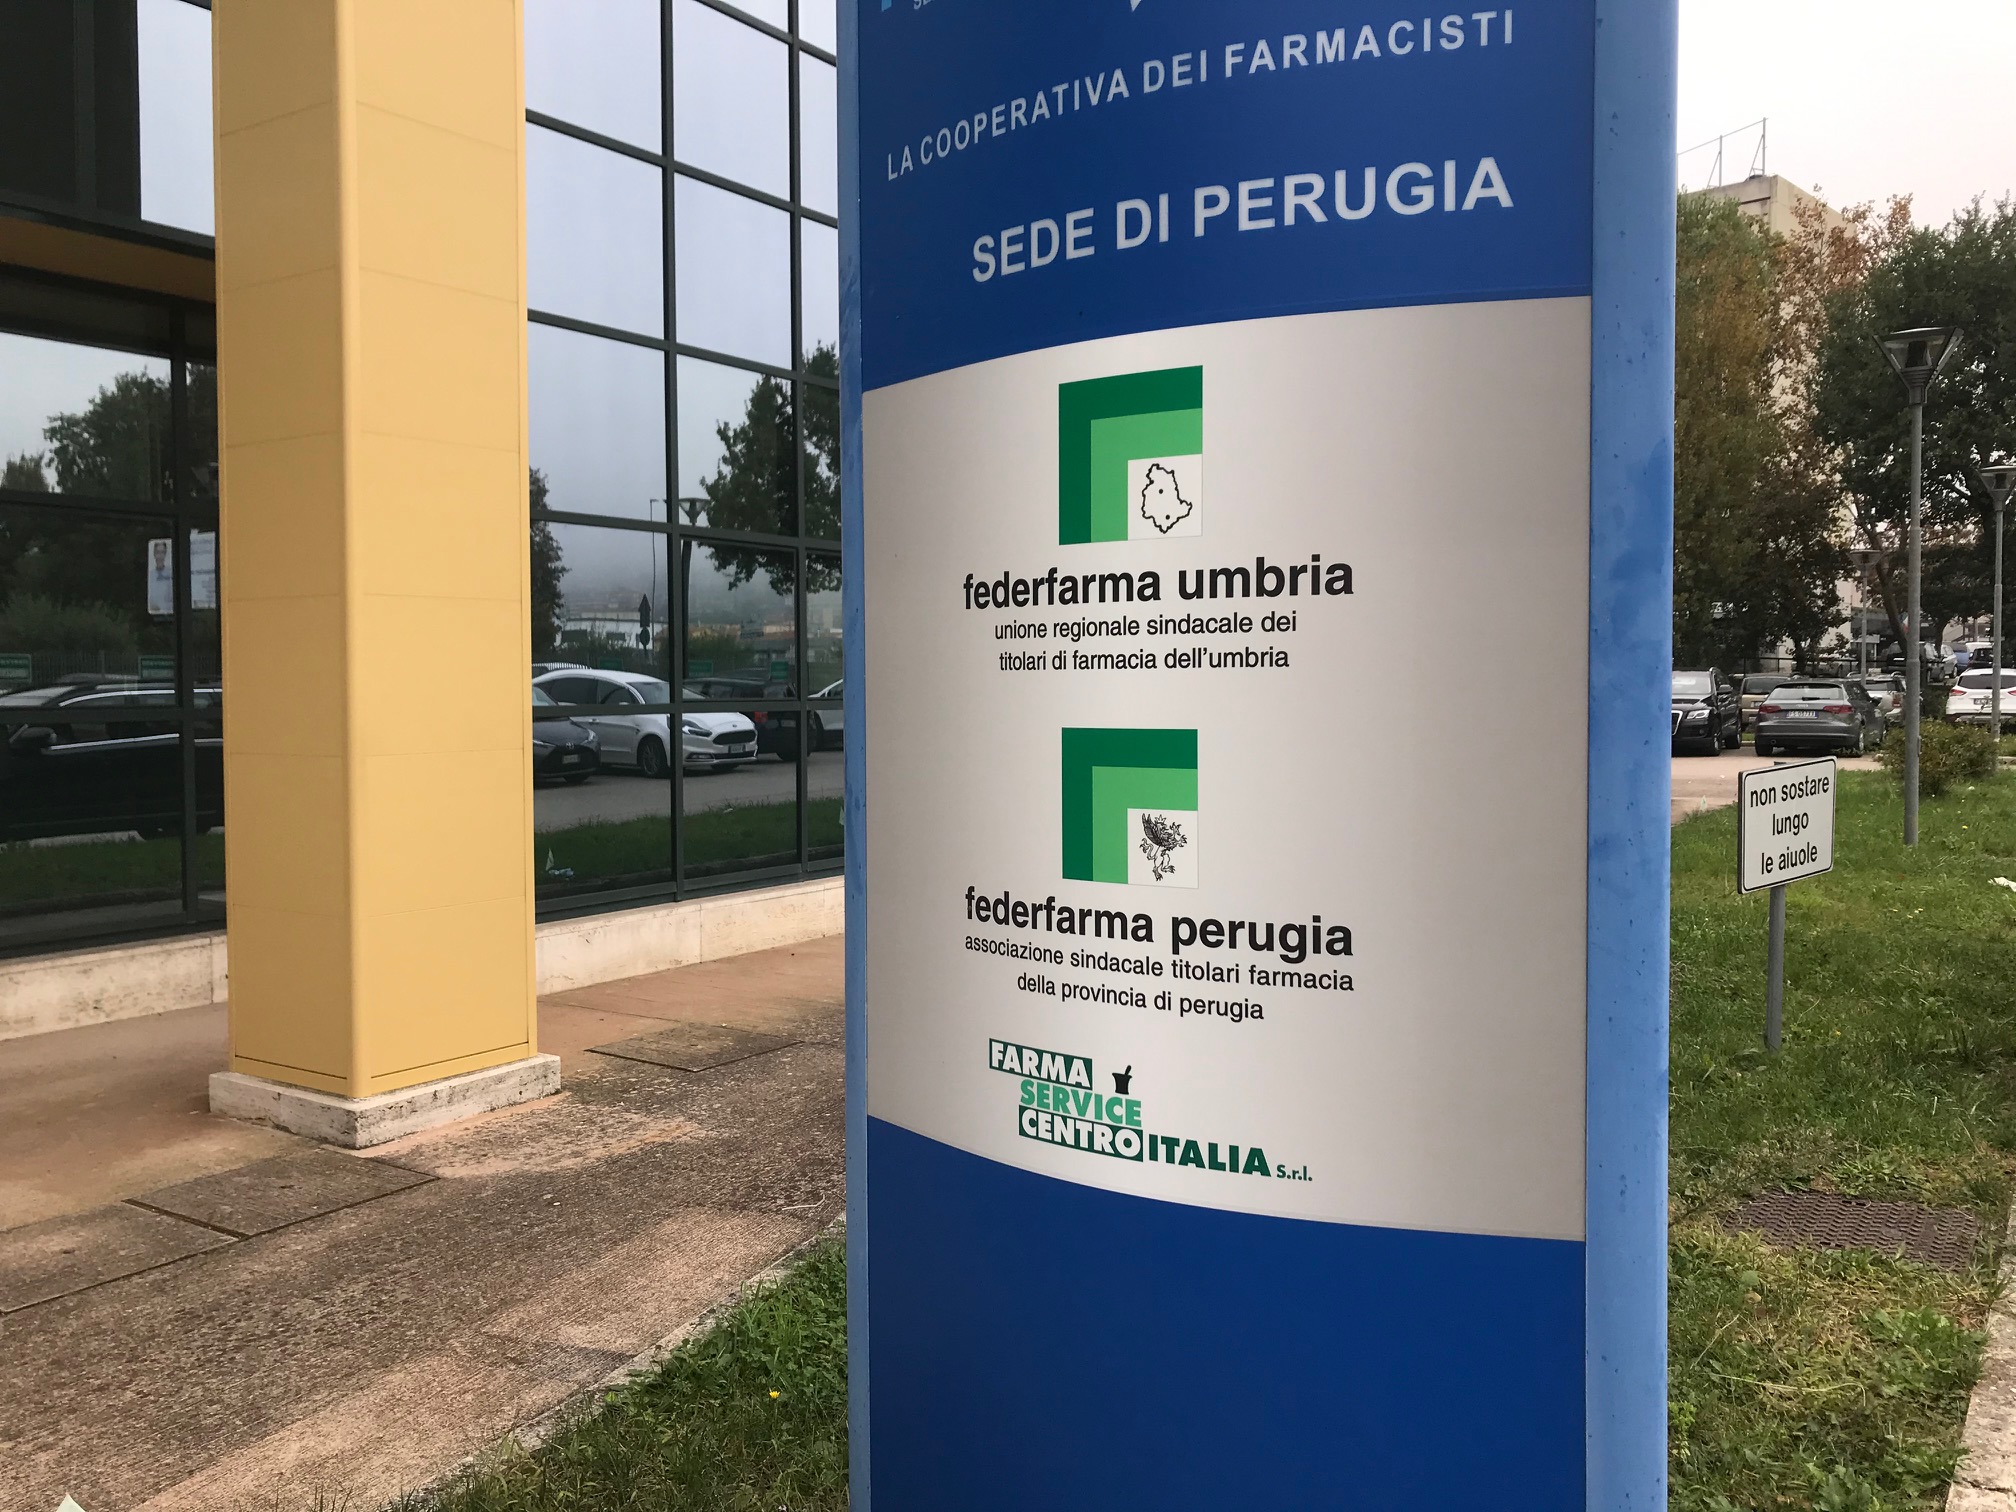 LA COOPERATIVA DEI FARMACISTI
SEDE DI PERUGIA
federfarma umbria
unione regionale sindacale dei
titolari di farmacia dell'umbria
federfarma perugia
associazione sindacale titolari farmacia
della provincia di perugia
FARMA
SERVICE
CENTRO ITALIA S.r.l.
non sostare
lungo
le aiuole